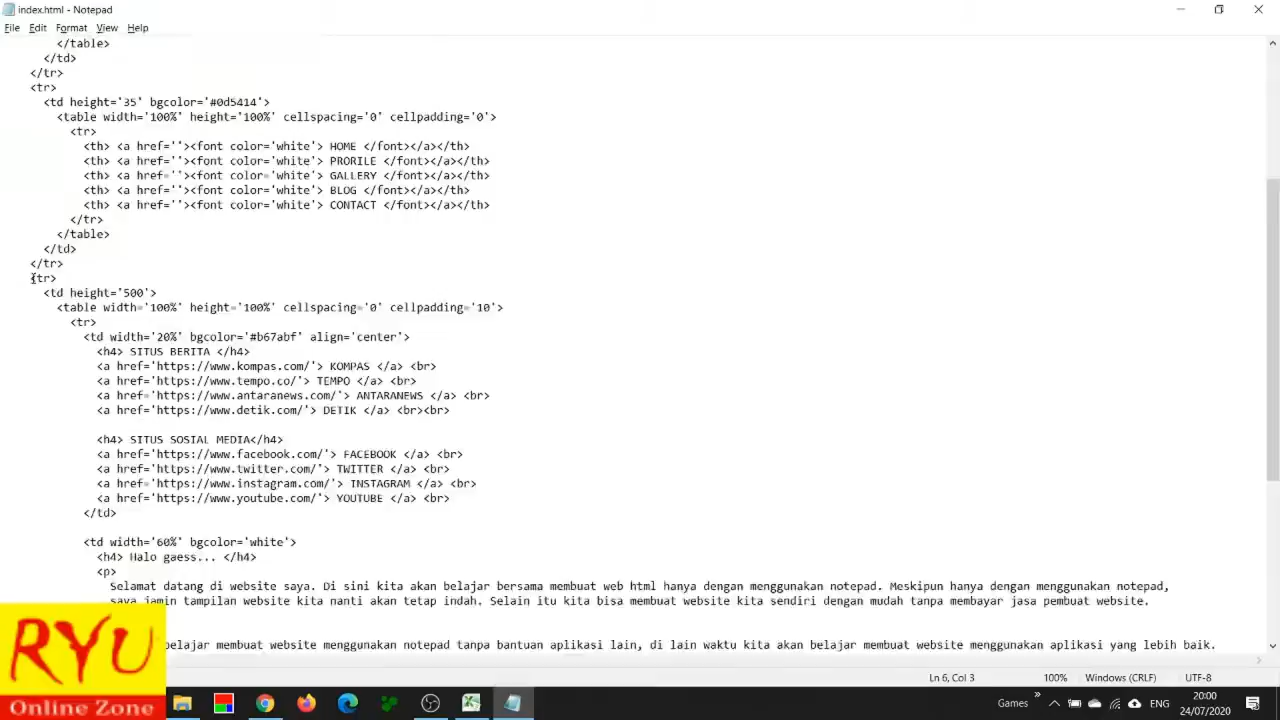 index.html - Notepad
File Edit Format View Help
</table>
</td>
</tr>
<tr>
<td height='35' bgcolor='#0d5414'>
<table width='100%' height='100%' cellspacing='0' cellpadding='0'>
<tr>
<th> <a href=''><font color='white'> HOME </font></a></th>
<th> <a href=''><font color='white'> PRORILE </font></a></th>
<th> <a href=''><font color='white'> GALLERY </font></a></th>
<th> <a href=''><font color='white'> BLOG </font></a></th>
<th> <a href=''><font color='white'> CONTACT </font></a></th>
</tr>
</table>
</td>
</tr>
<tr>
<td height='500'>
<table width='100%' height='100%' cellspacing='0' cellpadding='10'>
<tr>
<td width='20%' bgcolor='#b67abf' align='center'>
<h4> SITUS BERITA </h4>
<a href='https://www.kompas.com/'> KOMPAS </a> <br>
<a href='https://www.tempo.co/'> TEMPO </a> <br>
<a href='https://www.antaranews.com/'> ANTARANEWS </a> <br>
<a href='https://www.detik.com/'> DETIK </a> <br><br>
<h4> SITUS SOSIAL MEDIA</h4>
<a href='https://www.facebook.com/'> FACEBOOK </a> <br>
<a href='https://www.twitter.com/'> TWITTER </a> <br>
<a href='https://www.instagram.com/'> INSTAGRAM </a> <br>
<a href='https://www.youtube.com/'> YOUTUBE </a> <br>
</td>
<td width='60%' bgcolor='white'>
<h4> Halo gaess... </h4>
<p>
Selamat datang di website saya. Di sini kita akan belajar bersama membuat web html hanya dengan menggunakan notepad. Meskipun hanya dengan menggunakan notepad,
saya jamin tampilan website kita nanti akan tetap indah. Selain itu kita bisa membuat website kita sendiri dengan mudah tanpa membayar jasa pembuat website.
belajar membuat website menggunakan notepad tanpa bantuan aplikasi lain, di lain waktu kita akan belajar membuat website menggunakan aplikasi yang lebih baik.
RYU
Online Zone
Ln 6, Col 3 100% Windows (CRLF) UTF-8
Games ENG 20:00
24/07/2020